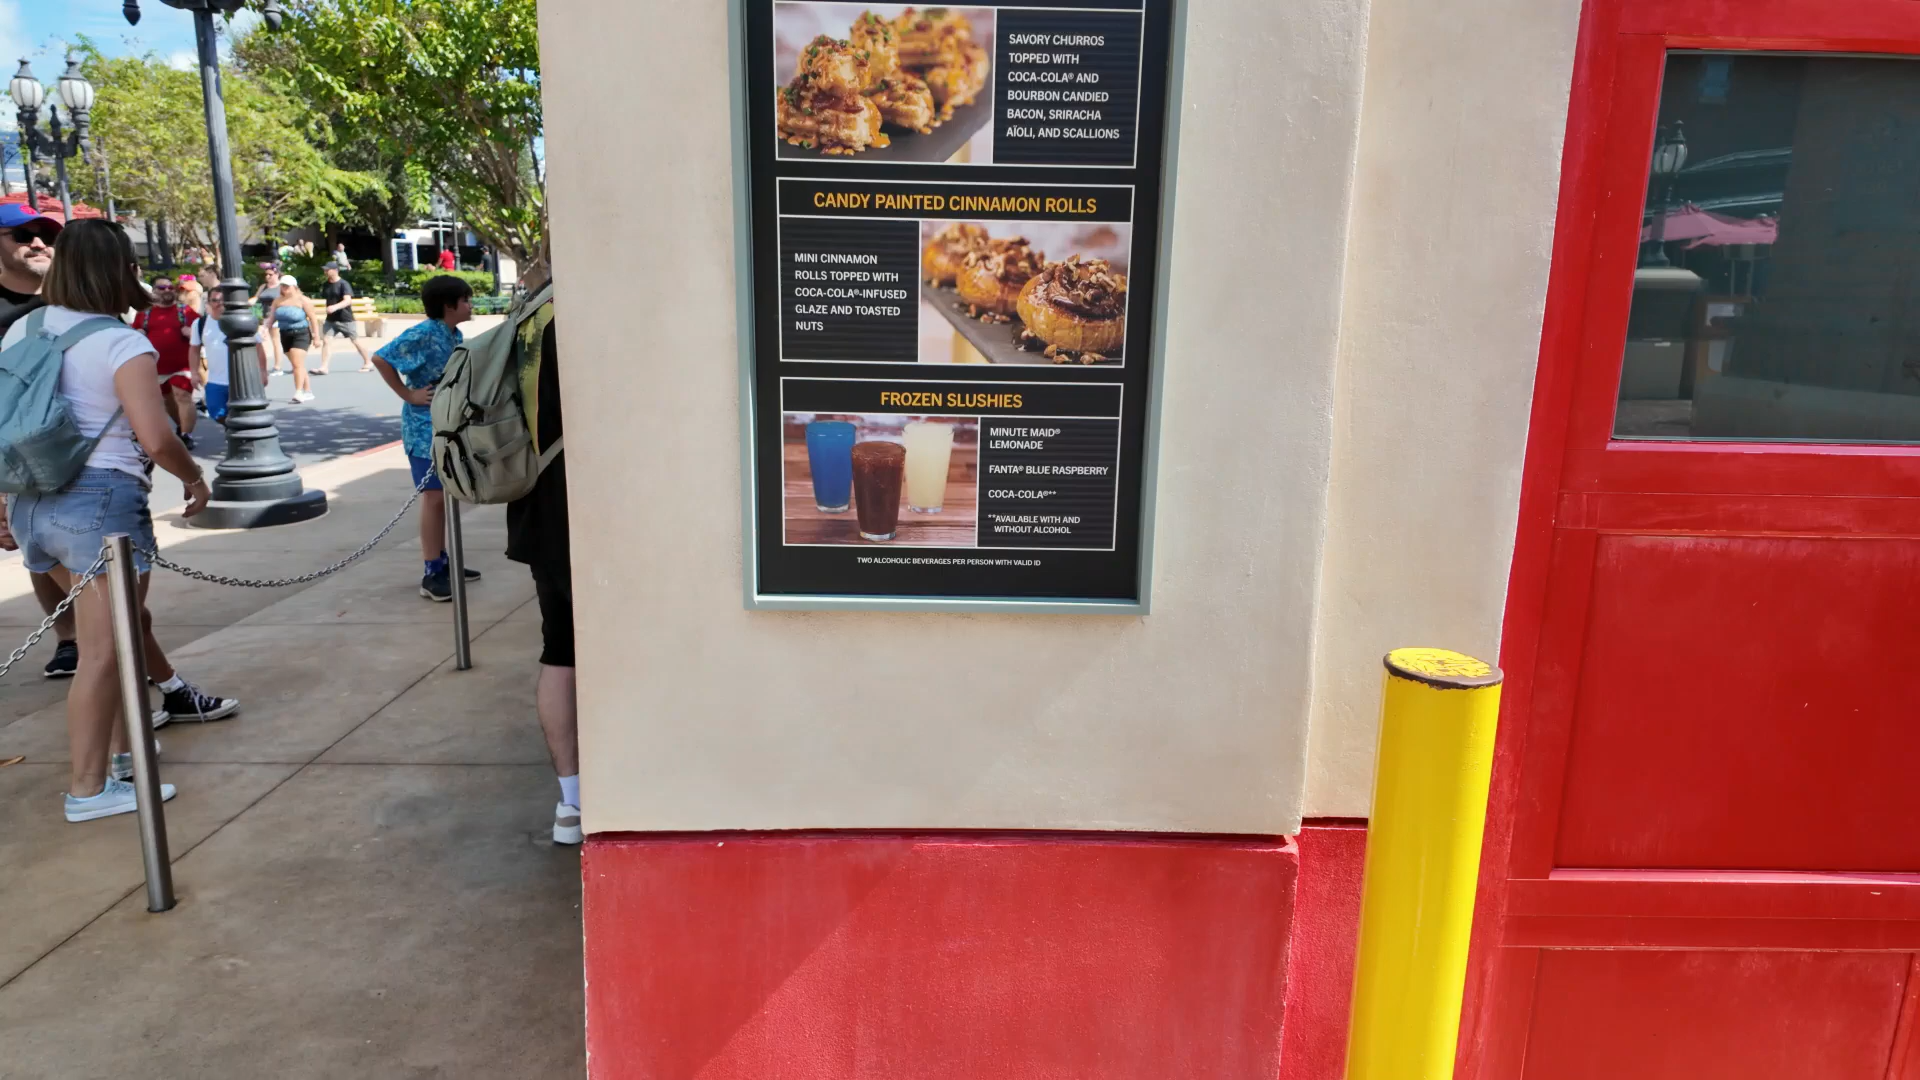 SAVORY CHURROS
TOPPED WITH
COCA-COLA® AND
BOURBON CANDIED
BACON, SRIRACHA
AÏOLI, AND SCALLIONS
CANDY PAINTED CINNAMON ROLLS
MINI CINNAMON
ROLLS TOPPED WITH
COCA-COLA®-INFUSED
GLAZE AND TOASTED
NUTS
FROZEN SLUSHIES
MINUTE MAID®
LEMONADE
FANTA® BLUE RASPBERRY
COCA-COLA®**
**AVAILABLE WITH AND
WITHOUT ALCOHOL
TWO ALCOHOLIC BEVERAGES PER PERSON WITH VALID ID